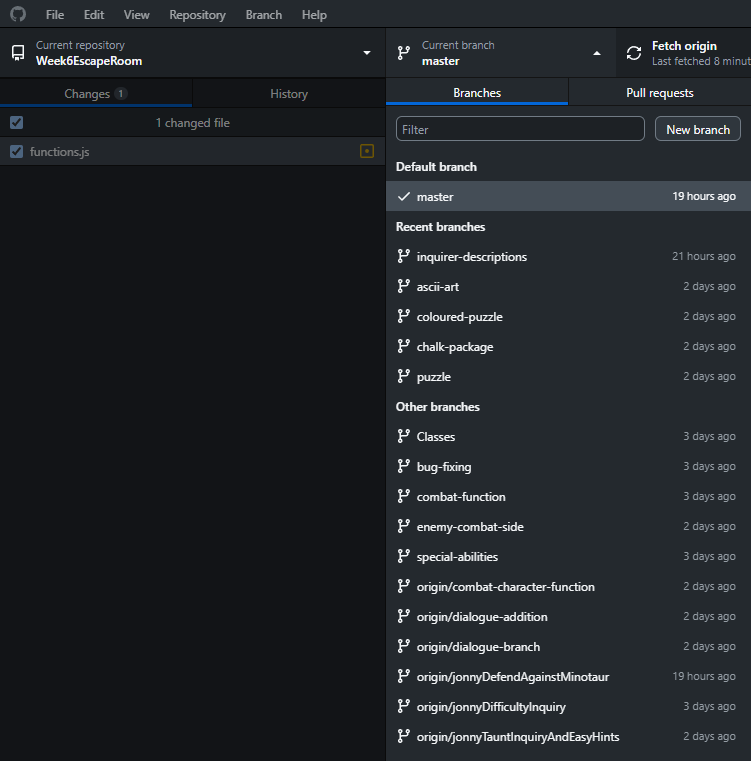 File Edit View Repository Branch Help
Current repository
Week6EscapeRoom
Current branch
master
Fetch origin
Last fetched 8 minut
Changes 1
History
1 changed file
functions.js
Branches
Pull requests
Filter
New branch
Default branch
master 19 hours ago
Recent branches
inquirer-descriptions 21 hours ago
ascii-art 2 days ago
coloured-puzzle 2 days ago
chalk-package 2 days ago
puzzle 2 days ago
Other branches
Classes 3 days ago
bug-fixing 3 days ago
combat-function 3 days ago
enemy-combat-side 2 days ago
special-abilities 3 days ago
origin/combat-character-function 2 days ago
origin/dialogue-addition 2 days ago
origin/dialogue-branch 2 days ago
origin/jonnyDefendAgainstMinotaur 19 hours ago
origin/jonnyDifficultyInquiry 3 days ago
origin/jonnyTauntInquiryAndEasyHints 2 days ago